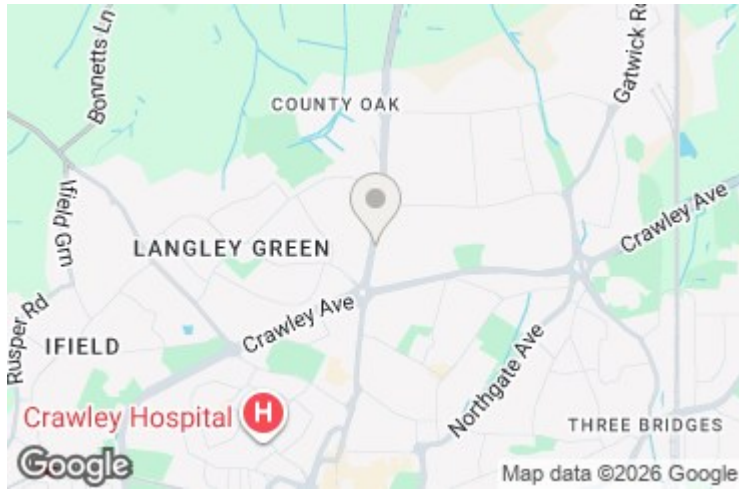 Bonnetts Ln
COUNTY OAK
Gatwick Rd
Ifield Grn
Crawley Ave
LANGLEY GREEN
Rusper Rd
Crawley Ave
IFIELD
Northgate Ave
Crawley Hospital
H
THREE BRIDGES
Google
Map data ©2026 Google